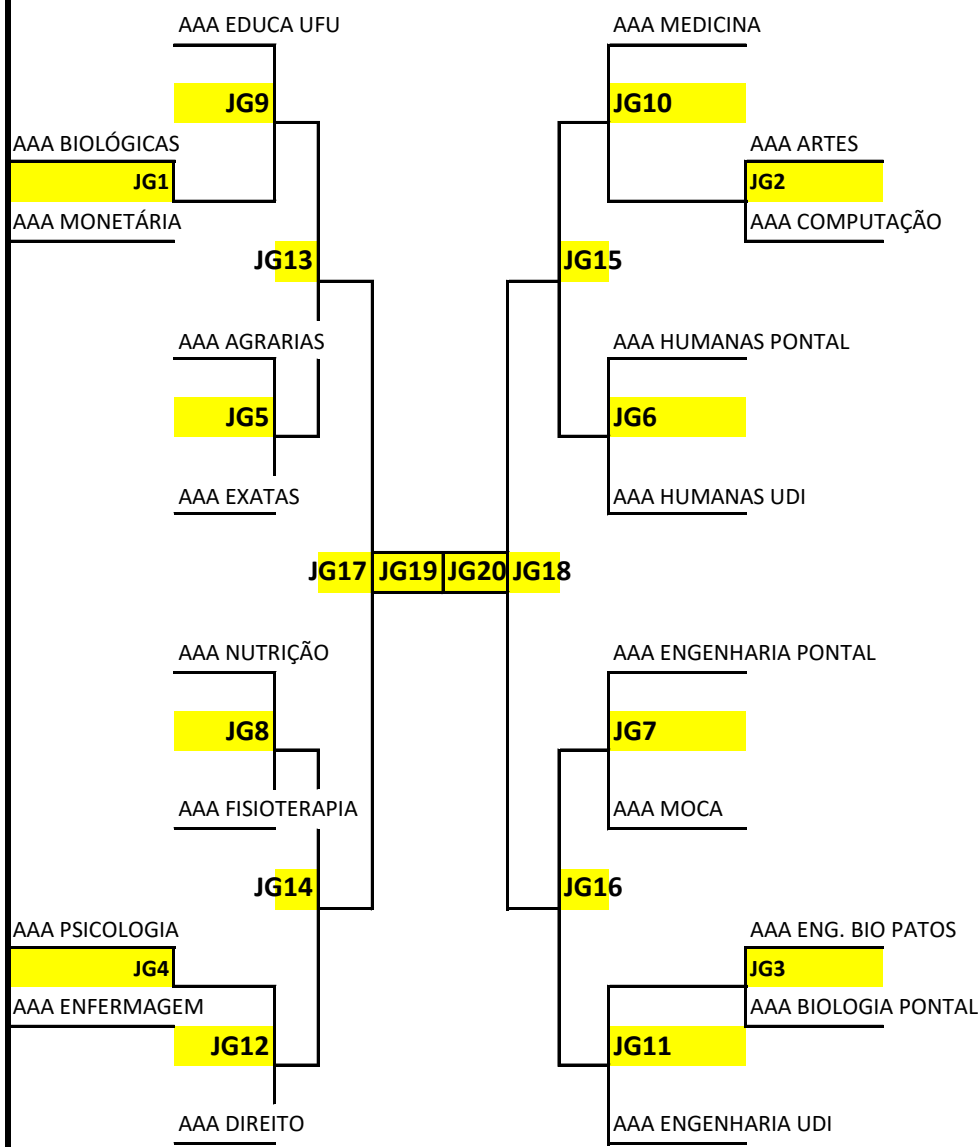 AAA EDUCA UFU AAA MEDICINA
JG9 JG10
AAA BIOLÓGICAS AAA ARTES
JG1 JG2
AAA MONETÁRIA AAA COMPUTAÇÃO
JG13 JG15
AAA AGRARIAS AAA HUMANAS PONTAL
JG5 JG6
AAA EXATAS AAA HUMANAS UDI
JG17 JG19 JG20 JG18
AAA NUTRIÇÃO AAA ENGENHARIA PONTAL
JG8 JG7
AAA FISIOTERAPIA AAA MOCA
JG14 JG16
AAA PSICOLOGIA AAA ENG. BIO PATOS
JG4 JG3
AAA ENFERMAGEM AAA BIOLOGIA PONTAL
JG12 JG11
AAA DIREITO AAA ENGENHARIA UDI